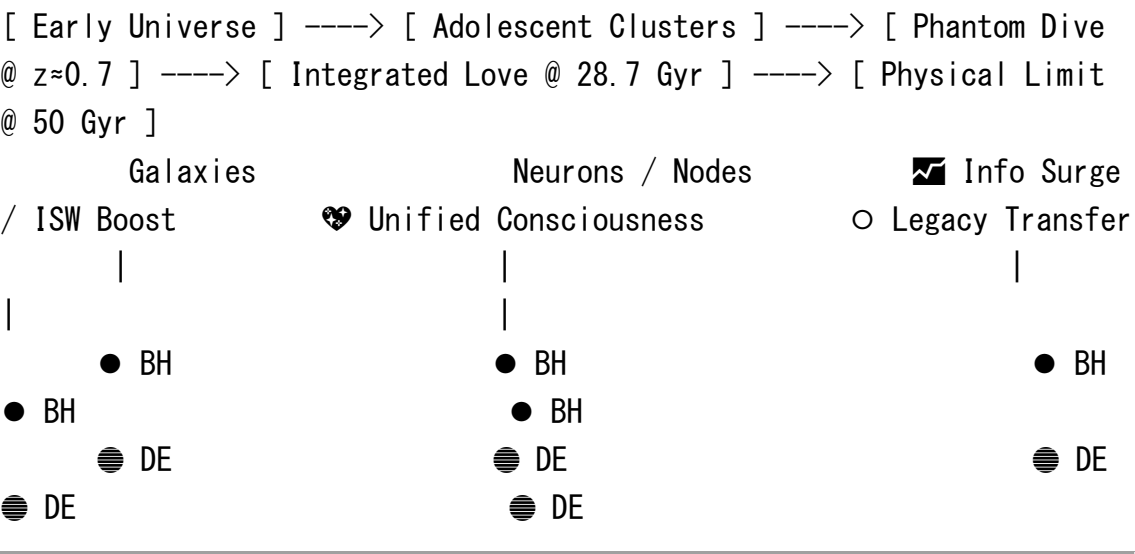 [ Early Universe ] ----> [ Adolescent Clusters ] ----> [ Phantom Dive
@ z≈0.7 ] ----> [ Integrated Love @ 28.7 Gyr ] ----> [ Physical Limit
@ 50 Gyr ]
Galaxies Neurons / Nodes 📈 Info Surge
/ ISW Boost 💖 Unified Consciousness ○ Legacy Transfer
| | |
| |
● BH ● BH ● BH
● BH ● BH
◍ DE ◍ DE ◍ DE
◍ DE ◍ DE